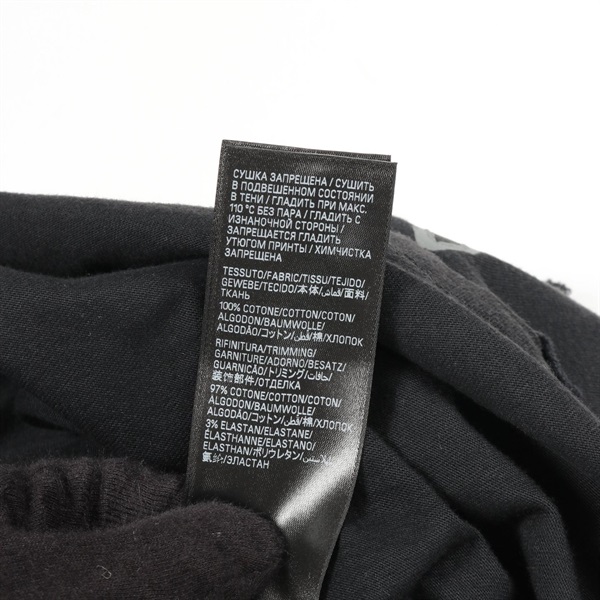 СУШКА ЗАПРЕЩЕНА / СУШИТЬ
В ПОДВЕШЕННОМ СОСТОЯНИИ
В ТЕНИ / ГЛАДИТЬ ПРИ МАКС.
110 °C БЕЗ ПАРА / ГЛАДИТЬ С
ИЗНАНОЧНОЙ СТОРОНЫ /
ЗАПРЕЩАЕТСЯ ГЛАДИТЬ
УТЮГОМ ПРИНТЫ / ХИМЧИСТКА
ЗАПРЕЩЕНА
TESSUTO/FABRIC/TISSU/TEJIDO/
GEWEBE/TECIDO/本体/قماش/面料/
ТКАНЬ
100% COTONE/COTTON/COTON/
ALGODON/BAUMWOLLE/
ALGODÃO/コットン/قطن/棉/ХЛОПОК
RIFINITURA/TRIMMING/
GARNITURE/ADORNO/BESATZ/
GUARNIÇÃO/トリミング/حاشيات/
装饰部件/ОТДЕЛКА
97% COTONE/COTTON/COTON/
ALGODON/BAUMWOLLE/
ALGODÃO/コットン/قطن/棉/ХЛОПОК
3% ELASTAN/ELASTANE/
ELASTHANNE/ELASTAN/
ELASTHAN/ポリウレタン/إيلاستين/
氨纶/ЭЛАСТАН